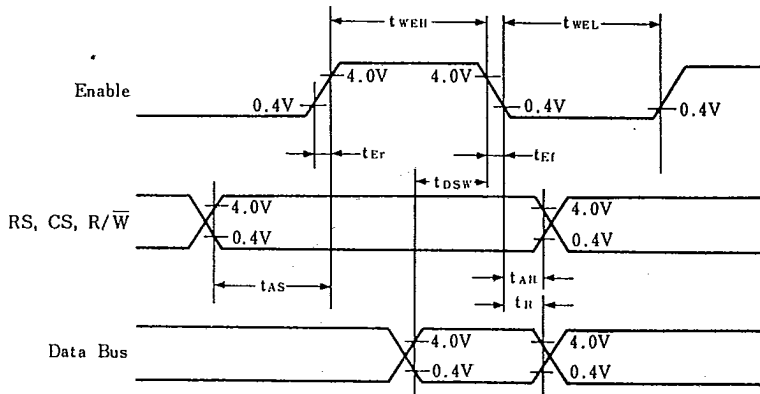 tWEH
tWEL
Enable
4.0V
4.0V
0.4V
0.4V
0.4V
tEr
tEf
tDSW
RS, CS, R/W̅
4.0V
4.0V
0.4V
0.4V
tAS
tAH
tH
Data Bus
4.0V
4.0V
0.4V
0.4V